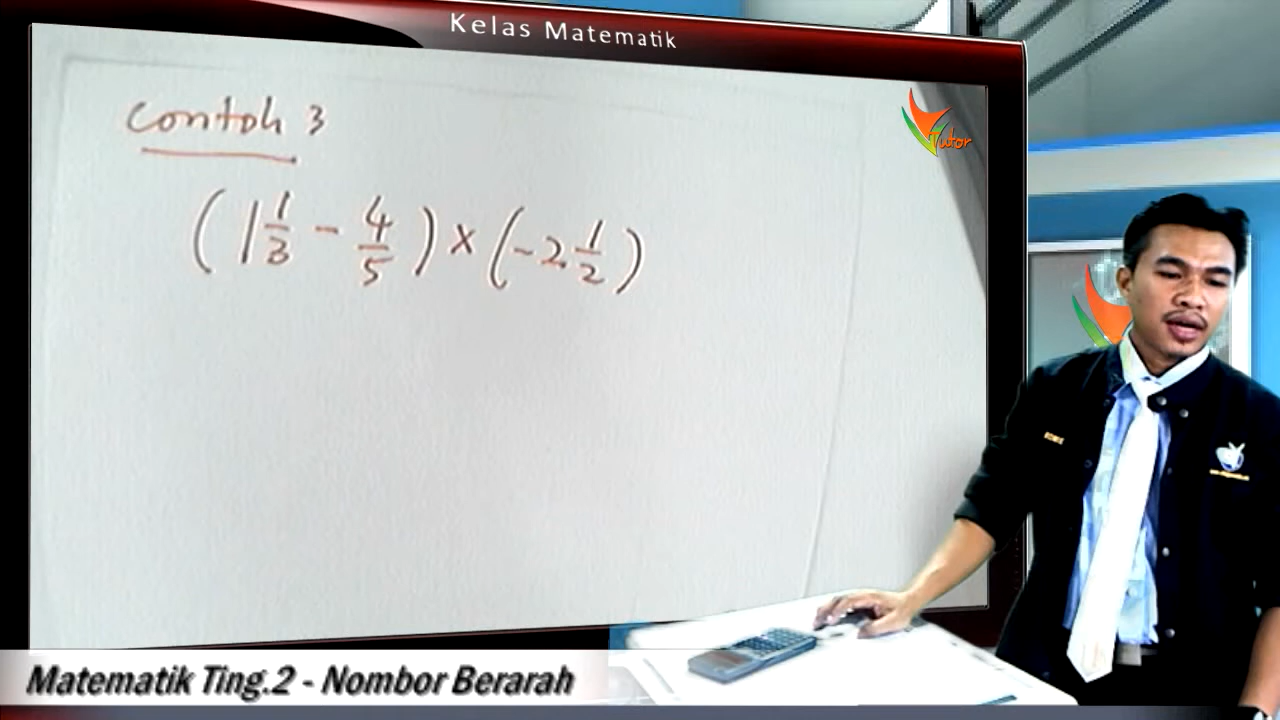 Kelas Matematik
Contoh 3
(1 1/3 - 4/5) × (-2 1/2)
Tutor
Matematik Ting.2 - Nombor Berarah